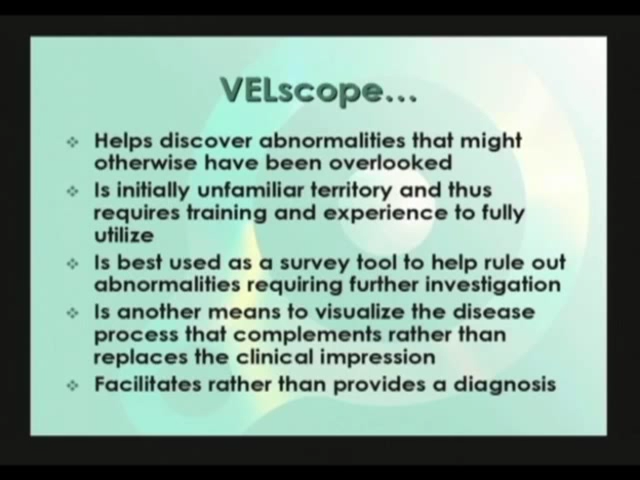 VELscope...
Helps discover abnormalities that might
otherwise have been overlooked
Is initially unfamiliar territory and thus
requires training and experience to fully
utilize
Is best used as a survey tool to help rule out
abnormalities requiring further investigation
Is another means to visualize the disease
process that complements rather than
replaces the clinical impression
Facilitates rather than provides a diagnosis